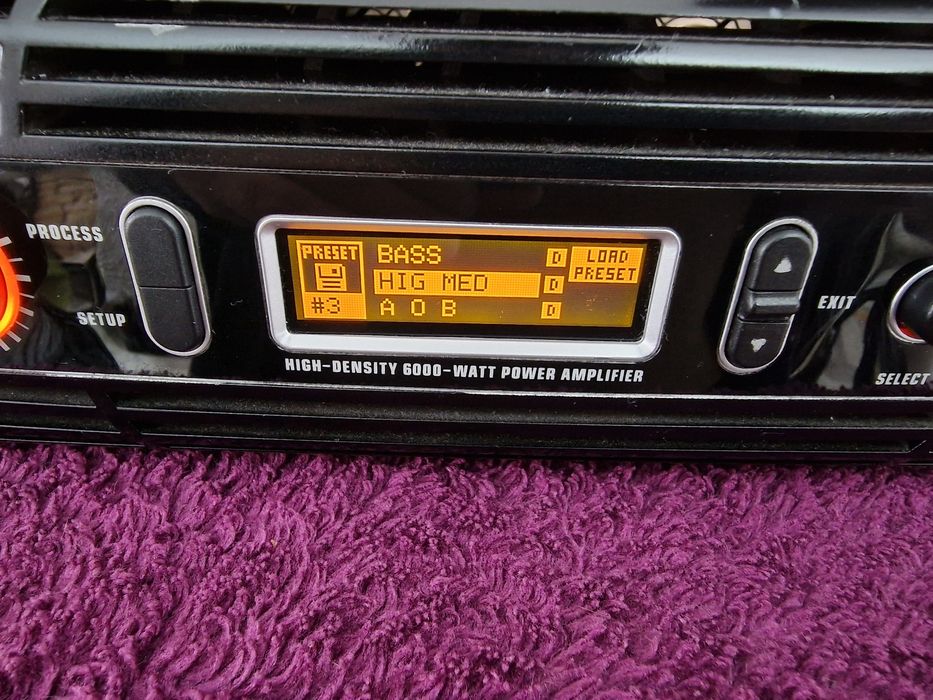 PROCESS
SETUP
PRESET
#3
BASS D
HIG MED D
A O B D
LOAD
PRESET
EXIT
SELECT
HIGH-DENSITY 6000-WATT POWER AMPLIFIER